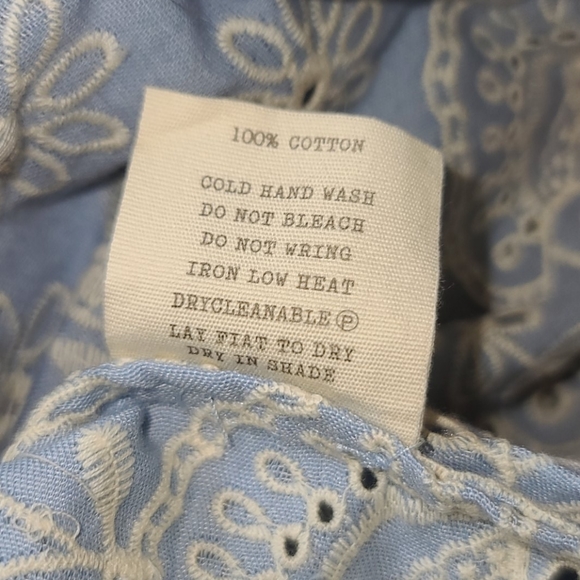 100% COTTON
COLD HAND WASH
DO NOT BLEACH
DO NOT WRING
IRON LOW HEAT
DRYCLEANABLE Ⓟ
LAY FIAT TO DRY
DRY IN SHADE